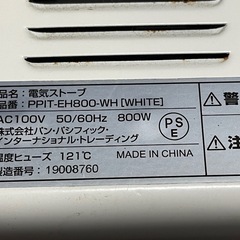 品名：電気ストーブ
品番：PPIT-EH800-WH [WHITE]
AC100V 50/60Hz 800W
株式会社パン・パシフィック・
インターナショナル・トレーディング
温度ヒューズ 121℃ MADE IN CHINA
製造番号：19008760
PS
E
警